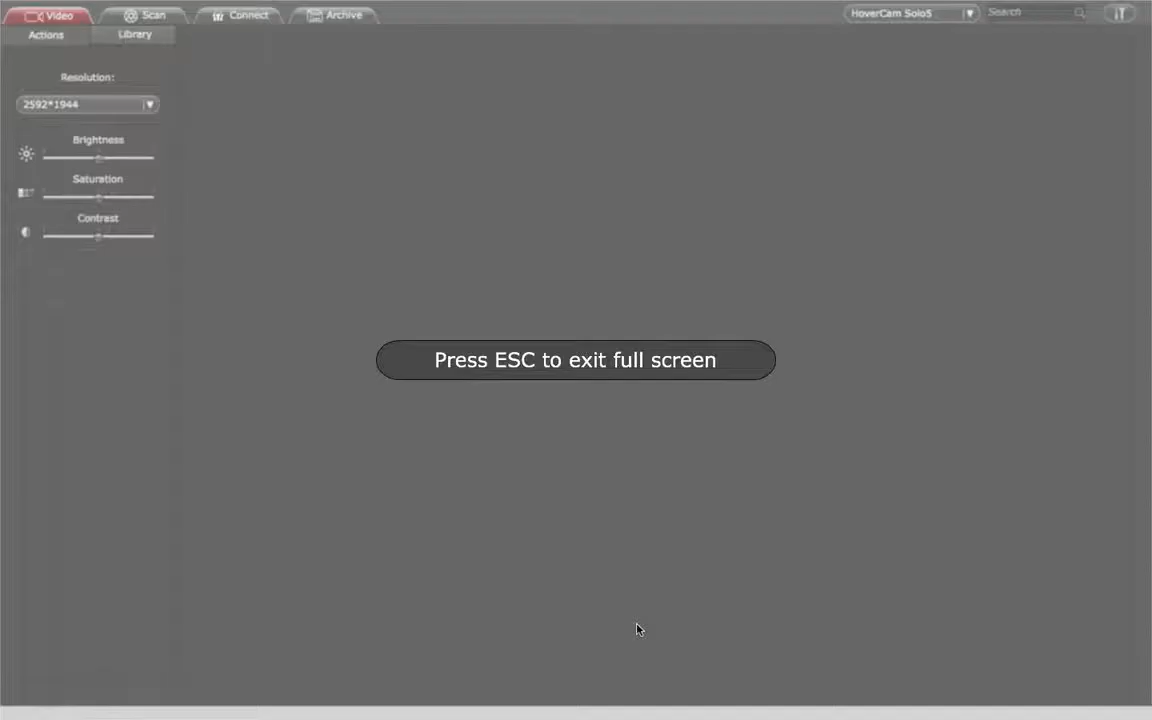 Video
Scan
Connect
Archive
HoverCam Solo5
Search
Actions
Library
Resolution:
2592*1944
Brightness
Saturation
Contrast
Press ESC to exit full screen